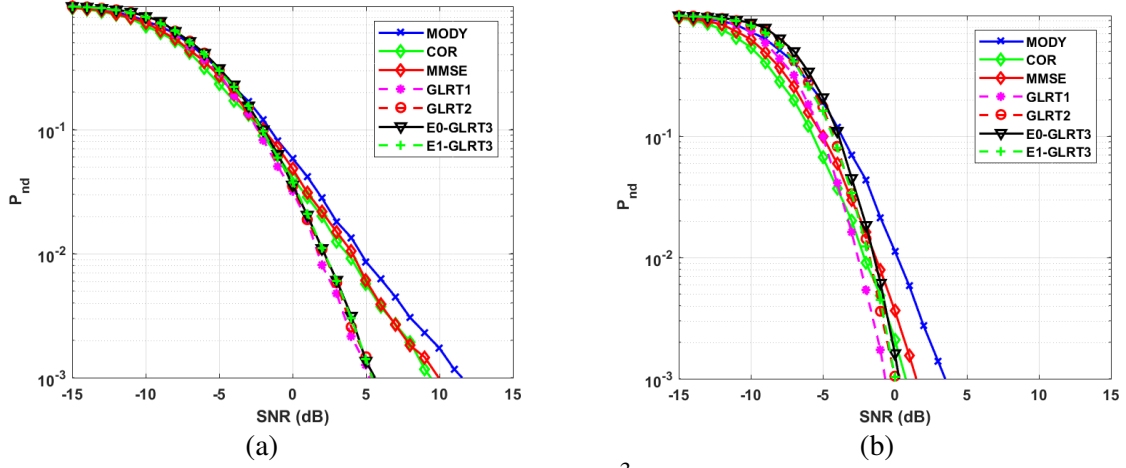 MODY
COR
MMSE
GLRT1
GLRT2
E0-GLRT3
E1-GLRT3
10^-1
10^-2
10^-3
P_nd
-15 -10 -5 0 5 10 15
SNR (dB)
(a)
MODY
COR
MMSE
GLRT1
GLRT2
E0-GLRT3
E1-GLRT3
10^-1
10^-2
10^-3
P_nd
-15 -10 -5 0 5 10 15
SNR (dB)
(b)
3